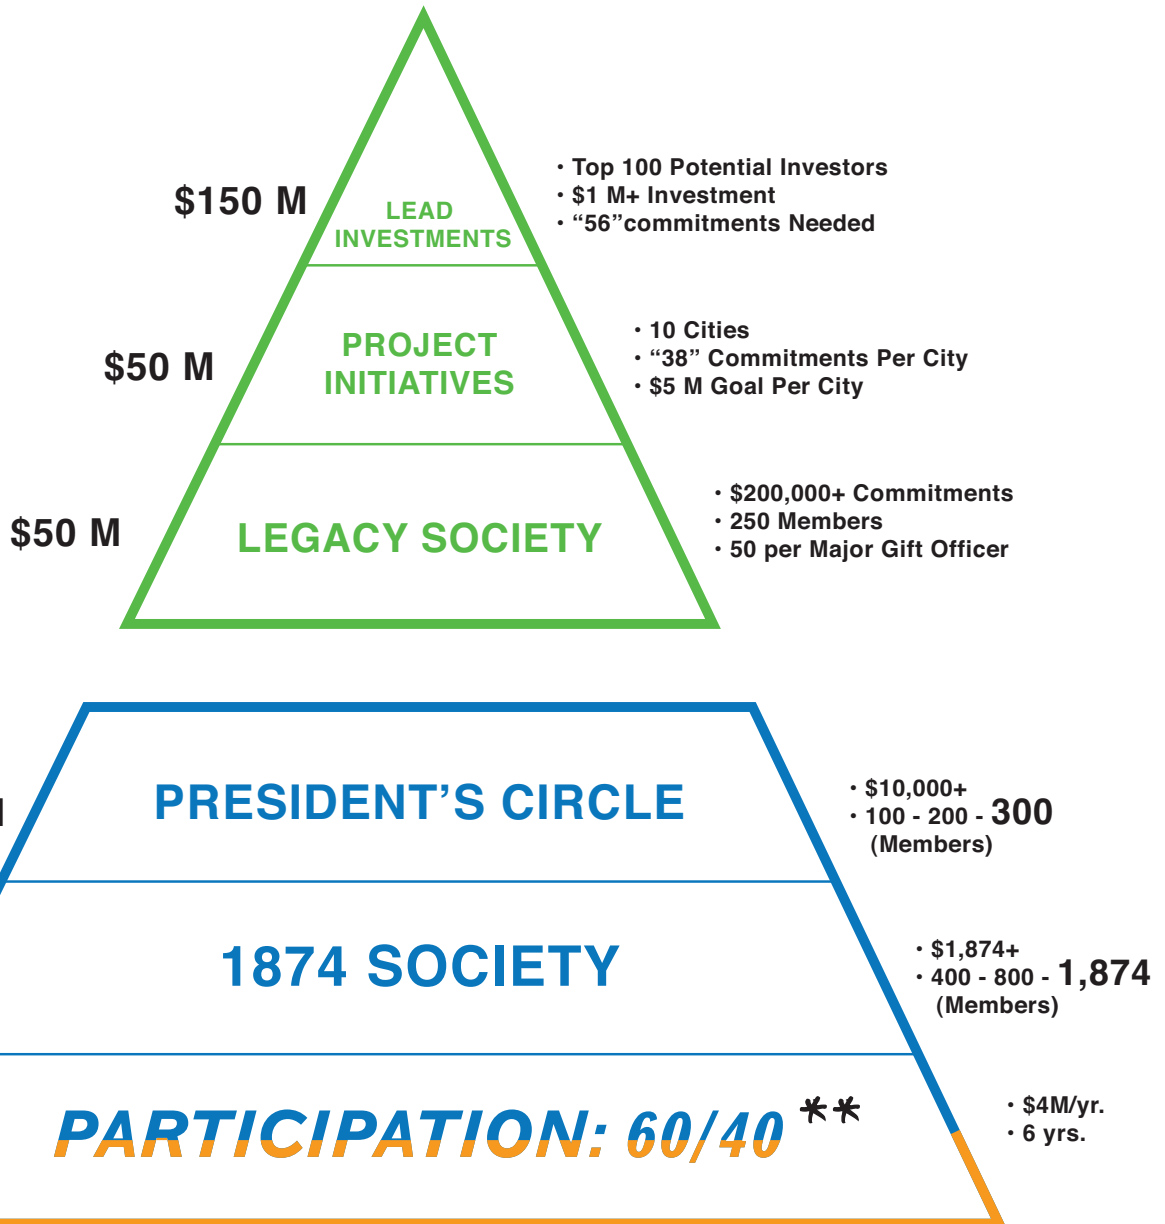 $150 M
LEAD
INVESTMENTS
• Top 100 Potential Investors
• $1 M+ Investment
• “56”commitments Needed
$50 M
PROJECT
INITIATIVES
• 10 Cities
• “38” Commitments Per City
• $5 M Goal Per City
$50 M
LEGACY SOCIETY
• $200,000+ Commitments
• 250 Members
• 50 per Major Gift Officer
PRESIDENT’S CIRCLE
• $10,000+
• 100 - 200 - 300
(Members)
1874 SOCIETY
• $1,874+
• 400 - 800 - 1,874
(Members)
PARTICIPATION: 60/40 **
• $4M/yr.
• 6 yrs.